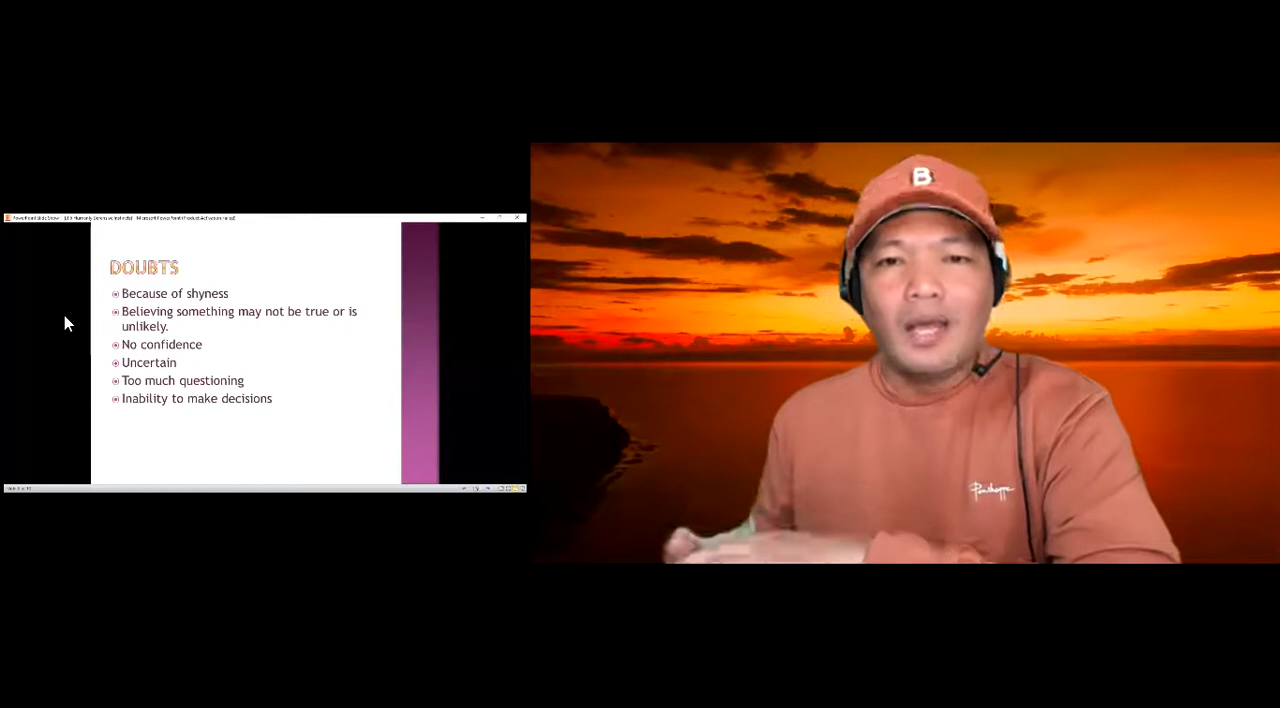 DOUBTS
Because of shyness
Believing something may not be true or is
unlikely.
No confidence
Uncertain
Too much questioning
Inability to make decisions
B
Penshoppe